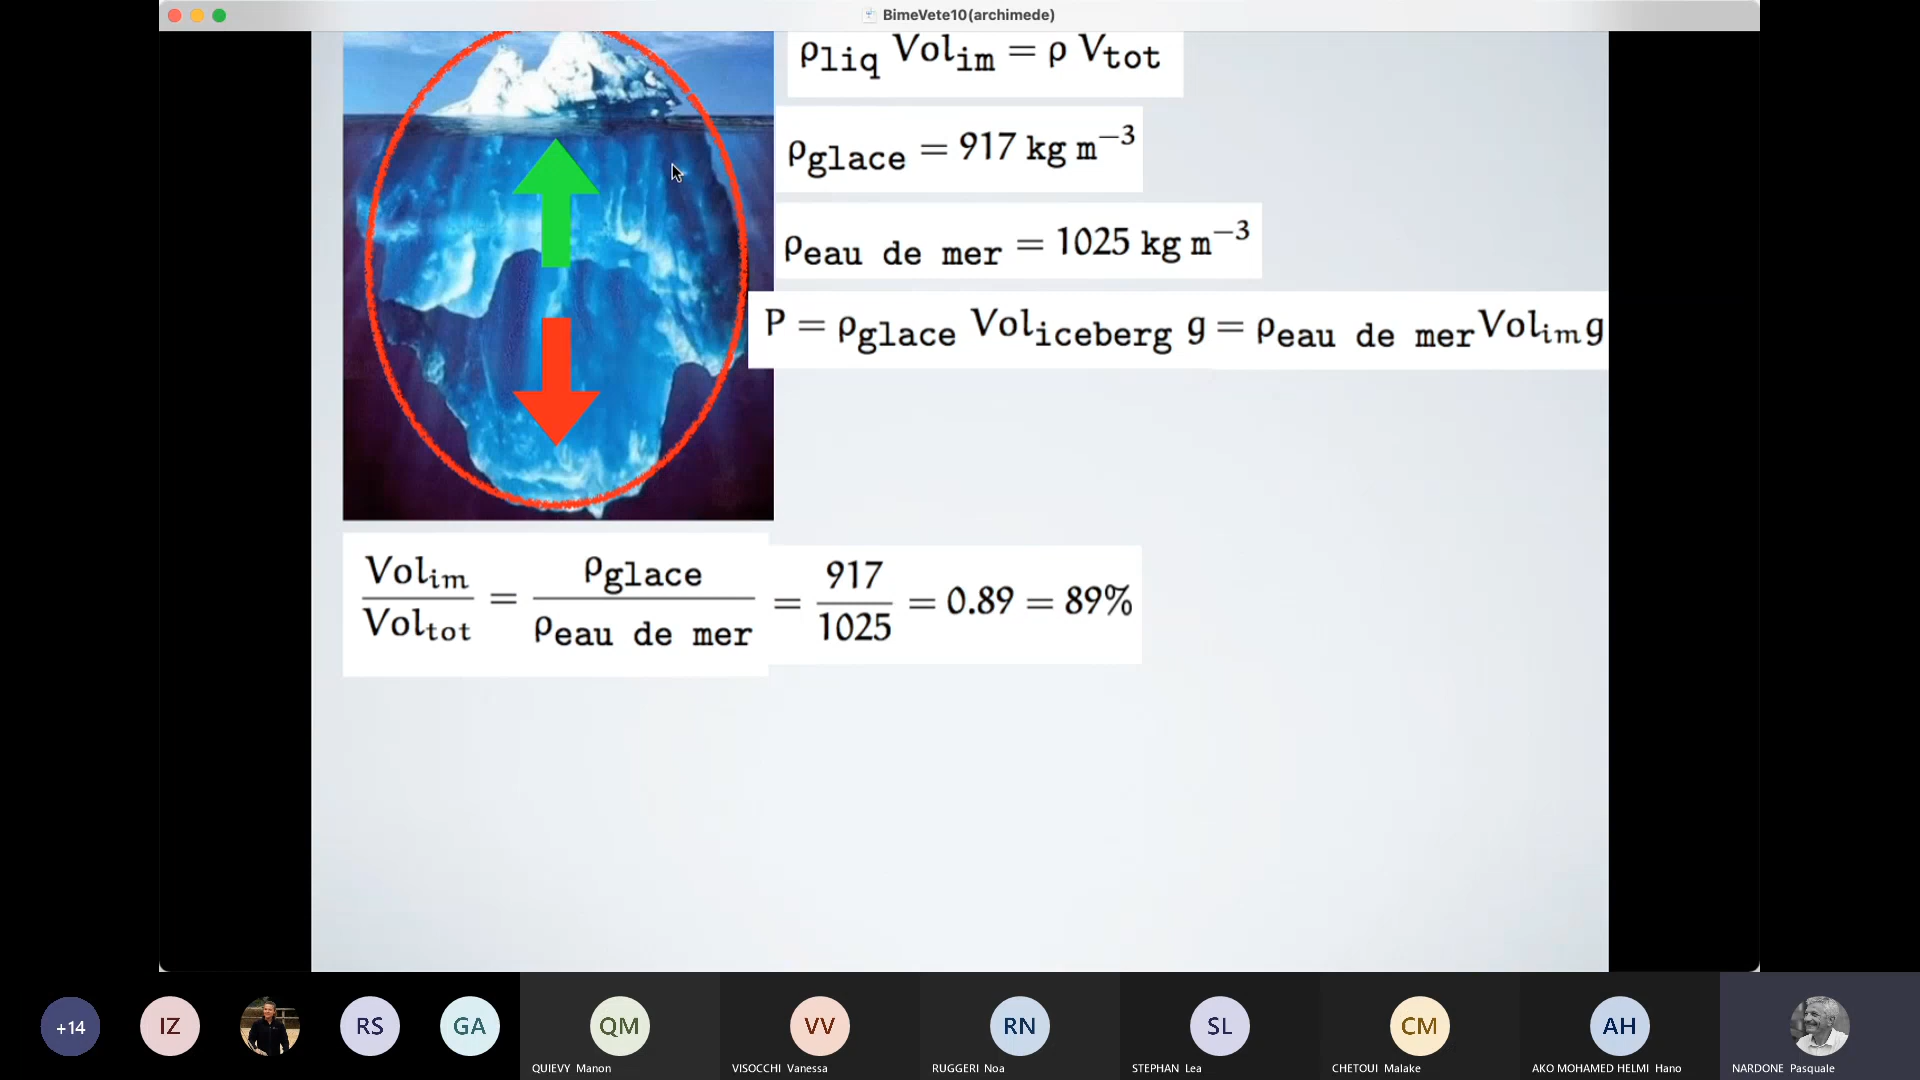 BimeVete10(archimede)
ρliq Volim = ρ Vtot
ρglace = 917 kg m−3
ρeau de mer = 1025 kg m−3
P = ρglace Voliceberg g = ρeau de mer Volim g
Volim / Voltot = ρglace / ρeau de mer = 917 / 1025 = 0.89 = 89%
+14
IZ
RS
GA
QM
VV
RN
SL
CM
AH
QUIEVY Manon
VISOCCHI Vanessa
RUGGERI Noa
STEPHAN Lea
CHETOUI Malake
AKO MOHAMED HELMI Hano
NARDONE Pasquale